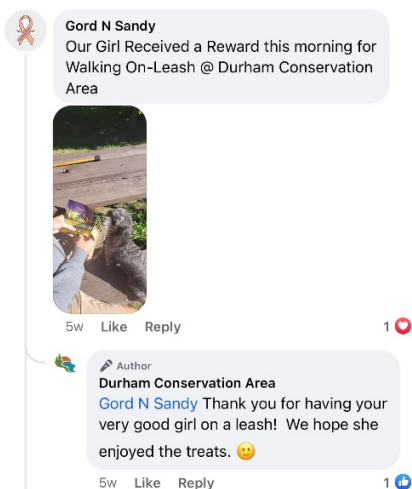 Gord N Sandy
Our Girl Received a Reward this morning for
Walking On-Leash @ Durham Conservation
Area
5w Like Reply 1
Author
Durham Conservation Area
Gord N Sandy Thank you for having your
very good girl on a leash! We hope she
enjoyed the treats. 🙂
5w Like Reply 1